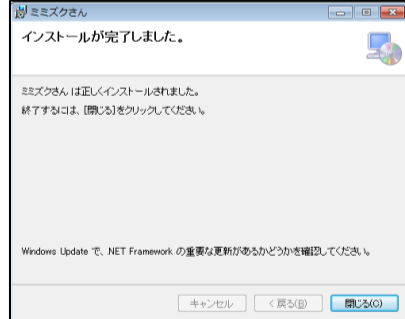 ミミズクさん
インストールが完了しました。
ミミズクさん は正しくインストールされました。
終了するには、[閉じる]をクリックしてください。
Windows Update で、.NET Framework の重要な更新があるかどうかを確認してください。
キャンセル
< 戻る(B)
閉じる(C)